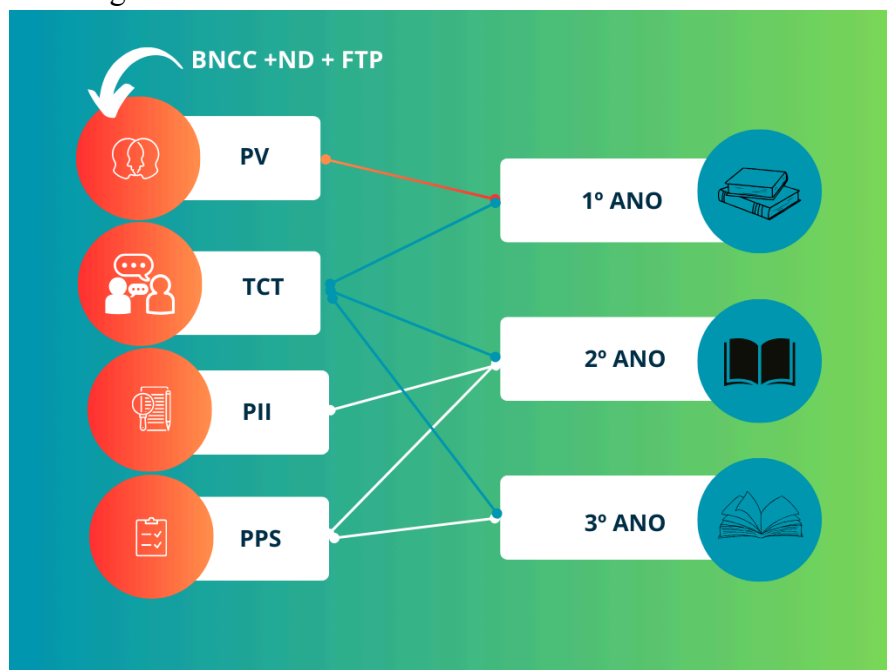 BNCC +ND + FTP
PV
TCT
PII
PPS
1º ANO
2º ANO
3º ANO